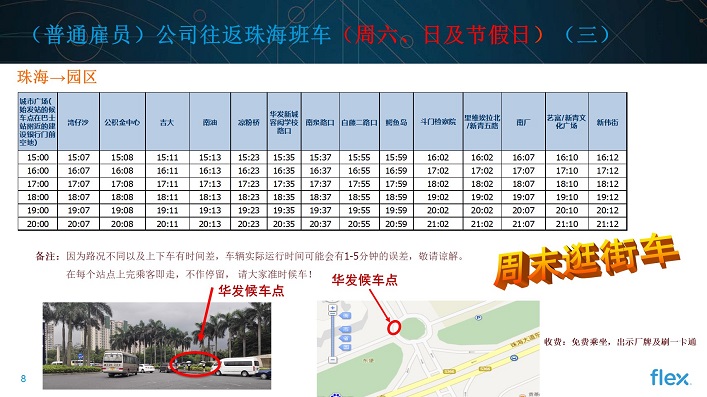 （普通雇员）公司往返珠海班车（周六、日及节假日）（三）
珠海→园区
城市广场(始发站的候车点在巴士站附近的建设银行门前空地) 湾仔沙 公积金中心 吉大 南油 凉粉桥 华发新城容闳学校路口 南泉路口 白藤二路口 鳄鱼岛 斗门检察院 里维埃拉北/新青五路 南厂 艺富/新青文化广场 新伟街
15:00 15:07 15:08 15:11 15:13 15:23 15:35 15:37 15:55 15:59 16:02 16:02 16:07 16:10 16:12
16:00 16:07 16:08 16:11 16:13 16:23 16:35 16:37 16:55 16:59 17:02 17:02 17:07 17:10 17:12
17:00 17:07 17:08 17:11 17:13 17:23 17:35 17:37 17:55 17:59 18:02 18:02 18:07 18:10 18:12
18:00 18:07 18:08 18:11 18:13 18:23 18:35 18:37 18:55 18:59 19:02 19:02 19:07 19:10 19:12
19:00 19:07 19:08 19:11 19:13 19:23 19:35 19:37 19:55 19:59 20:02 20:02 20:07 20:10 20:12
20:00 20:07 20:08 20:11 20:13 20:23 20:35 20:37 20:55 20:59 21:02 21:02 21:07 21:10 21:12
备注：因为路况不同以及上下车有时间差，车辆实际运行时间可能会有1-5分钟的误差，敬请谅解。
在每个站点上完乘客即走，不作停留， 请大家准时候车！
周末逛街车
华发候车点
华发候车点
珠海大道东
收费：免费乘坐，出示厂牌及刷一卡通
8
flex